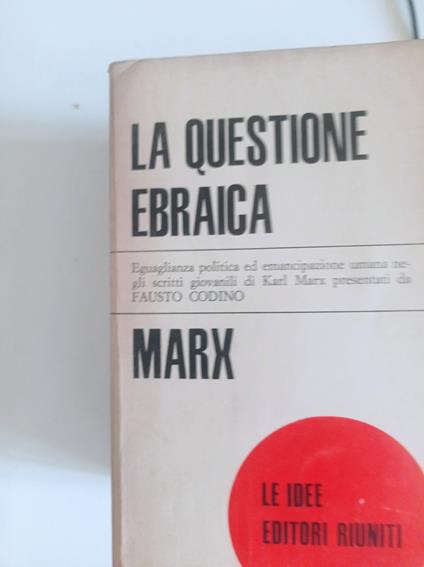 LA QUESTIONE
EBRAICA
Eguaglianza politica ed emancipazione umana ne-
gli scritti giovanili di Karl Marx presentati da
FAUSTO CODINO
MARX
LE IDEE
EDITORI RIUNITI